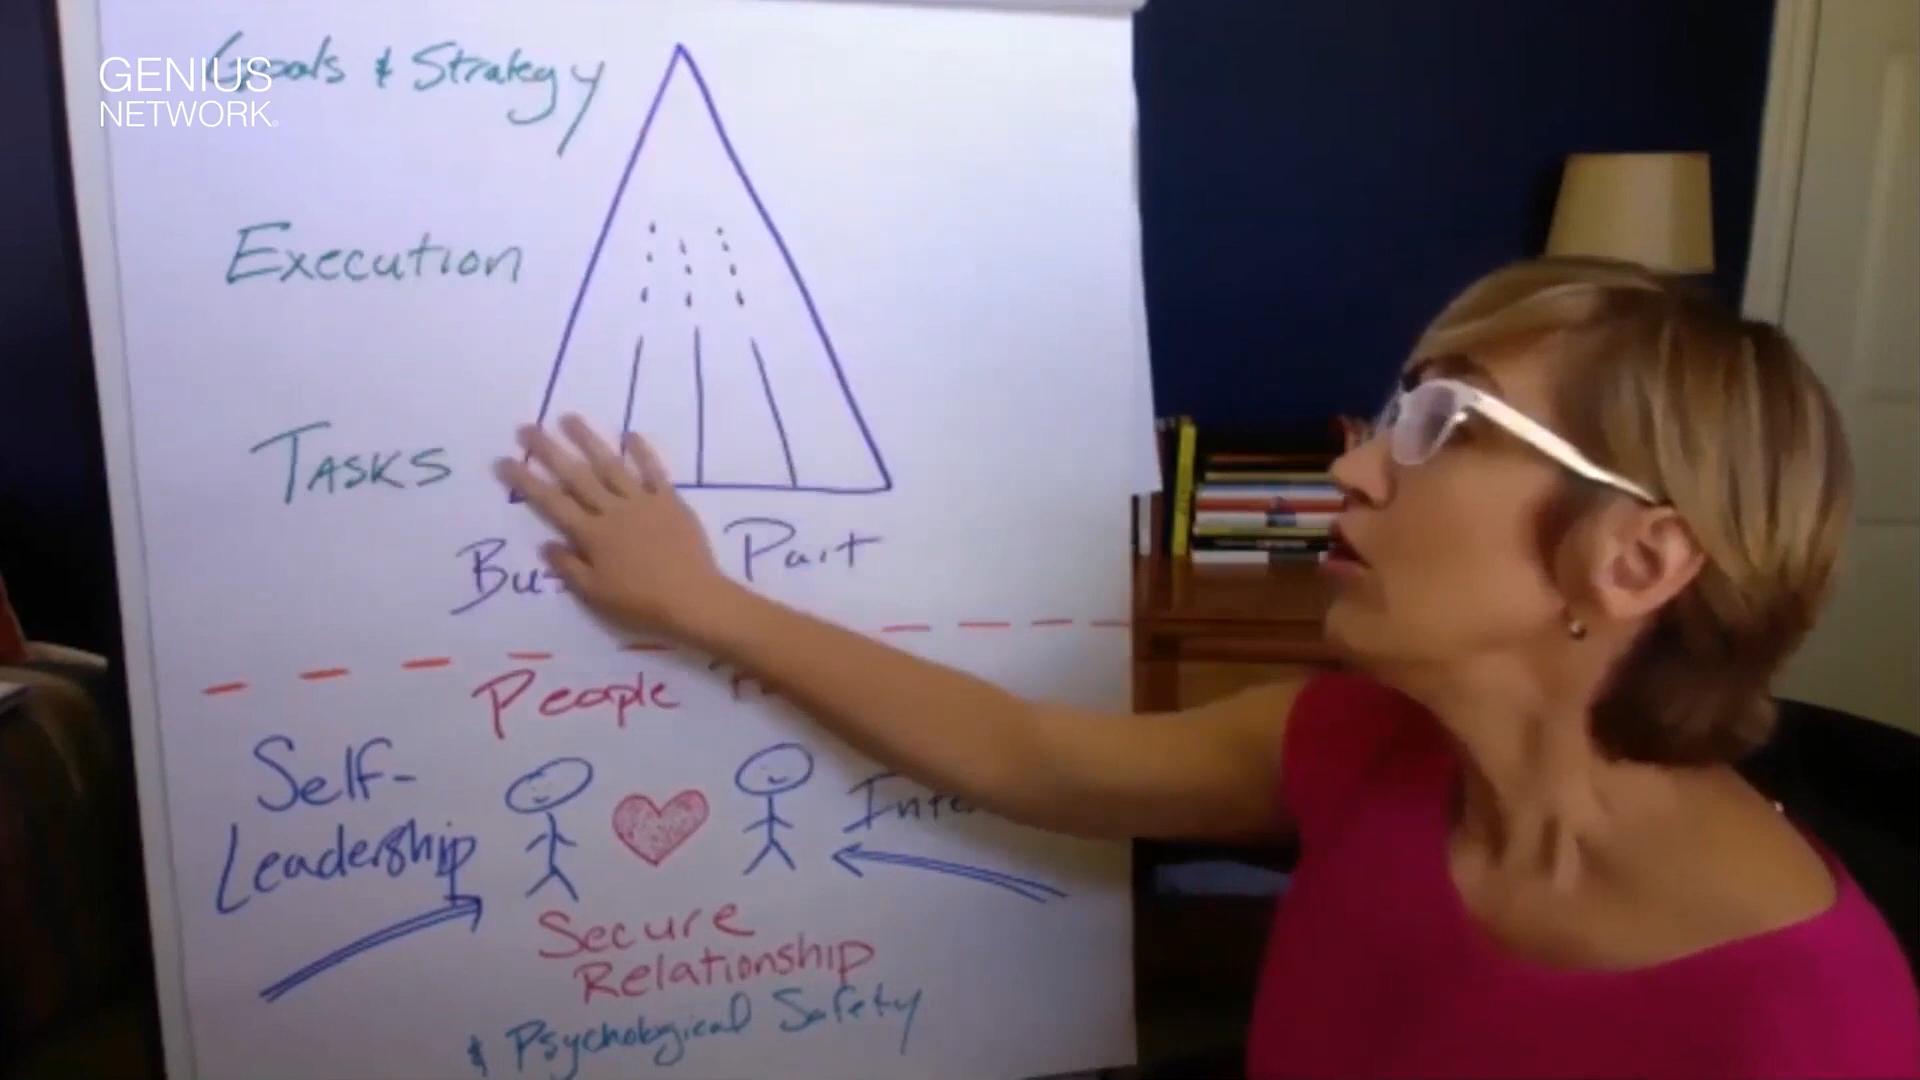 GENIUS
NETWORK
Goals & Strategy
Execution
TASKS
Part
People
Self-
Leadership
Secure
Relationship
& Psychological Safety